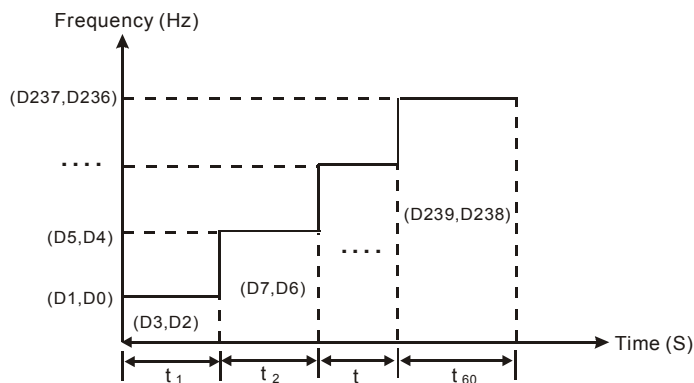 Frequency (Hz)
(D237,D236)
....
(D5,D4)
(D1,D0)
(D3,D2)
(D7,D6)
....
(D239,D238)
Time (S)
t1
t2
t
t60